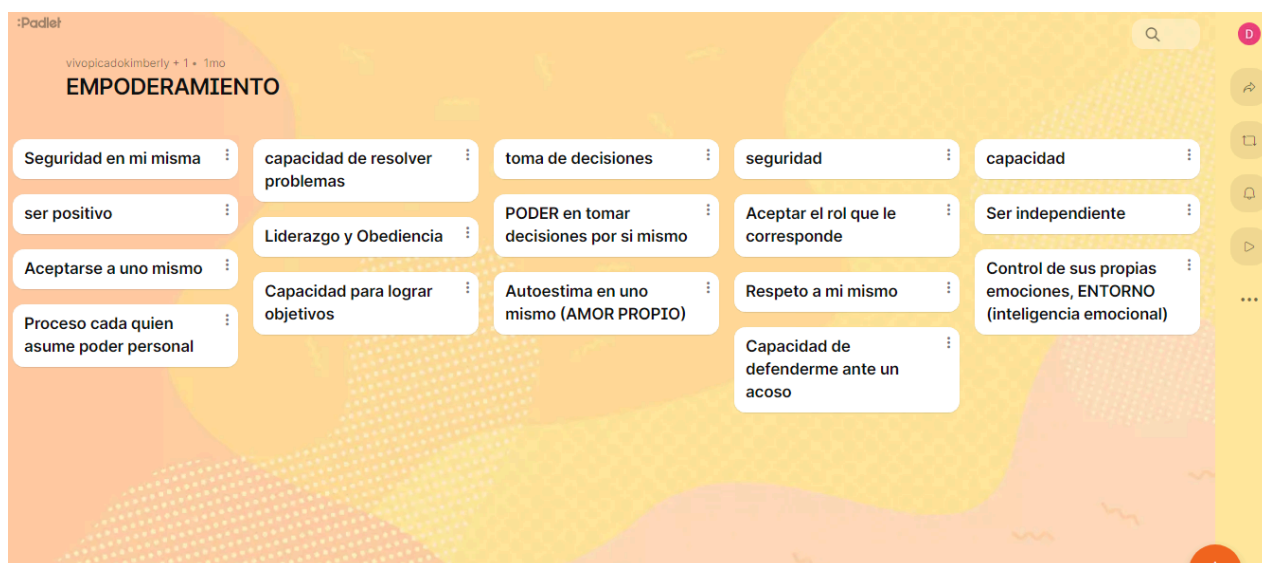 :Padlet
vivopicadokimberly + 1 • 1mo
EMPODERAMIENTO
D
Seguridad en mi misma
ser positivo
Aceptarse a uno mismo
Proceso cada quien
asume poder personal
capacidad de resolver
problemas
Liderazgo y Obediencia
Capacidad para lograr
objetivos
toma de decisiones
PODER en tomar
decisiones por si mismo
Autoestima en uno
mismo (AMOR PROPIO)
seguridad
Aceptar el rol que le
corresponde
Respeto a mi mismo
Capacidad de
defenderme ante un
acoso
capacidad
Ser independiente
Control de sus propias
emociones, ENTORNO
(inteligencia emocional)